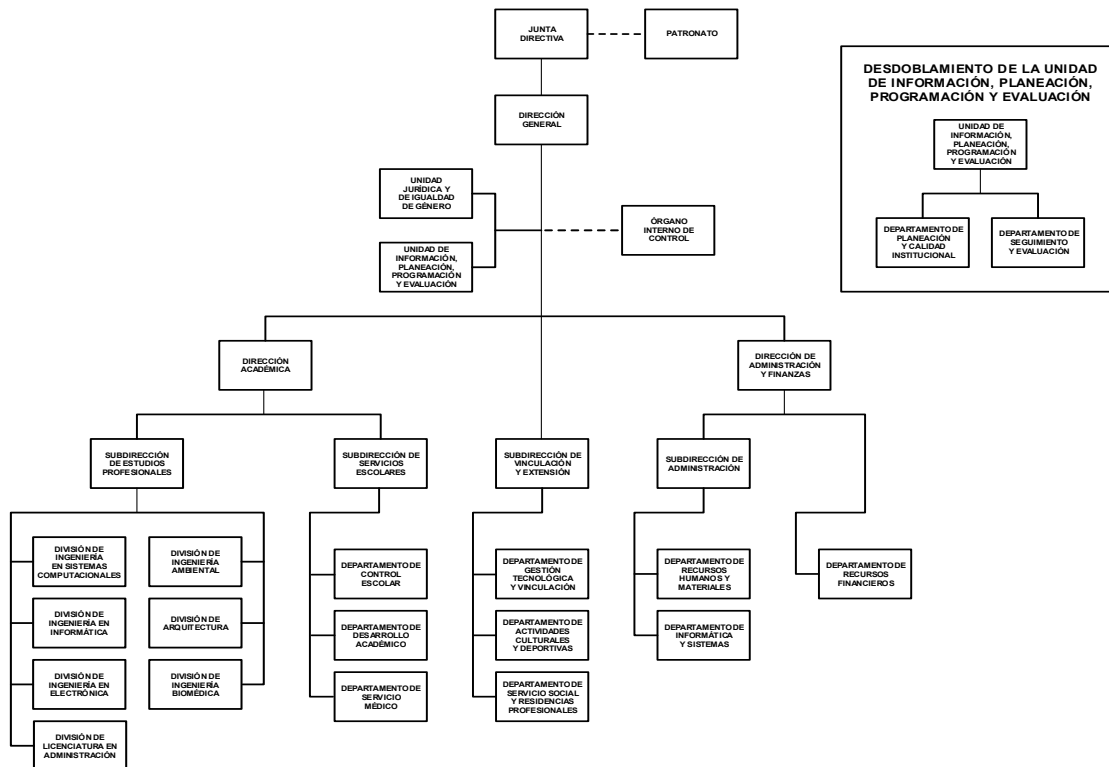 JUNTA
DIRECTIVA
PATRONATO
DIRECCIÓN
GENERAL
UNIDAD
JURÍDICA Y
DE IGUALDAD
DE GÉNERO
ÓRGANO
INTERNO DE
CONTROL
UNIDAD DE
INFORMACIÓN,
PLANEACIÓN,
PROGRAMACIÓN
Y EVALUACIÓN
DESDOBLAMIENTO DE LA UNIDAD
DE INFORMACIÓN, PLANEACIÓN,
PROGRAMACIÓN Y EVALUACIÓN
UNIDAD DE
INFORMACIÓN,
PLANEACIÓN,
PROGRAMACIÓN
Y EVALUACIÓN
DEPARTAMENTO DE
PLANEACIÓN
Y CALIDAD
INSTITUCIONAL
DEPARTAMENTO DE
SEGUIMIENTO
Y EVALUACIÓN
DIRECCIÓN
ACADÉMICA
DIRECCIÓN DE
ADMINISTRACIÓN
Y FINANZAS
SUBDIRECCIÓN
DE ESTUDIOS
PROFESIONALES
SUBDIRECCIÓN DE
SERVICIOS
ESCOLARES
SUBDIRECCIÓN DE
VINCULACIÓN
Y EXTENSIÓN
SUBDIRECCIÓN DE
ADMINISTRACIÓN
DIVISIÓN DE
INGENIERÍA
EN SISTEMAS
COMPUTACIONALES
DIVISIÓN DE
INGENIERÍA
AMBIENTAL
DIVISIÓN DE
INGENIERÍA EN
INFORMÁTICA
DIVISIÓN DE
ARQUITECTURA
DIVISIÓN DE
INGENIERÍA EN
ELECTRÓNICA
DIVISIÓN DE
INGENIERÍA
BIOMÉDICA
DIVISIÓN DE
LICENCIATURA EN
ADMINISTRACIÓN
DEPARTAMENTO DE
CONTROL
ESCOLAR
DEPARTAMENTO DE
DESARROLLO
ACADÉMICO
DEPARTAMENTO DE
SERVICIO
MÉDICO
DEPARTAMENTO DE
GESTIÓN
TECNOLÓGICA
Y VINCULACIÓN
DEPARTAMENTO DE
ACTIVIDADES
CULTURALES
Y DEPORTIVAS
DEPARTAMENTO DE
SERVICIO SOCIAL
Y RESIDENCIAS
PROFESIONALES
DEPARTAMENTO DE
RECURSOS
HUMANOS Y
MATERIALES
DEPARTAMENTO DE
INFORMÁTICA
Y SISTEMAS
DEPARTAMENTO DE
RECURSOS
FINANCIEROS